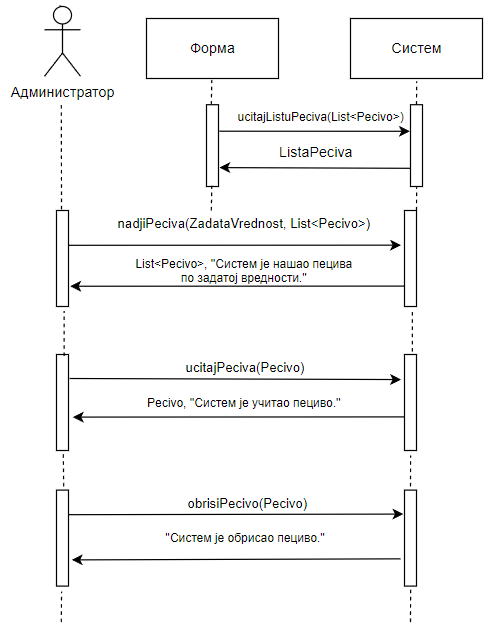 Форма
Систем
Администратор
ucitajListuPeciva(List<Pecivo>)
ListaPeciva
nadjiPeciva(ZadataVrednost, List<Pecivo>)
List<Pecivo>, "Систем је нашао пецива
по задатој вредности."
ucitajPeciva(Pecivo)
Pecivo, "Систем је учитао пециво."
obrisiPecivo(Pecivo)
"Систем је обрисао пециво."